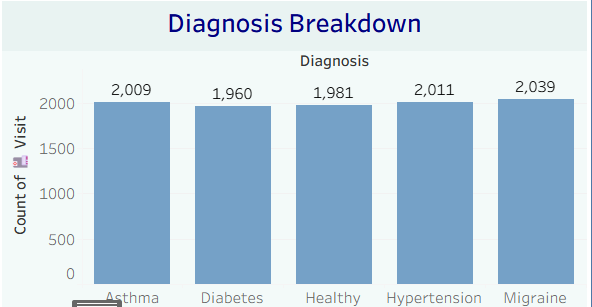 Diagnosis Breakdown
Diagnosis
Count of Visit
2000
1500
1000
500
0
2,009
1,960
1,981
2,011
2,039
Asthma
Diabetes
Healthy
Hypertension
Migraine